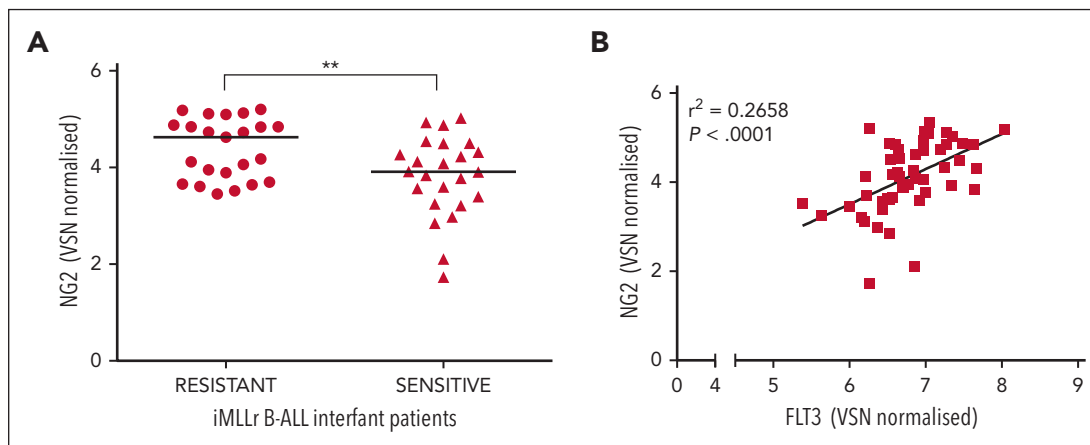 A
**
6
4
2
0
NG2 (VSN normalised)
RESISTANT SENSITIVE
iMLLr B-ALL interfant patients
B
r² = 0.2658
P < .0001
6
4
2
0
NG2 (VSN normalised)
0 4 5 6 7 8 9
FLT3 (VSN normalised)